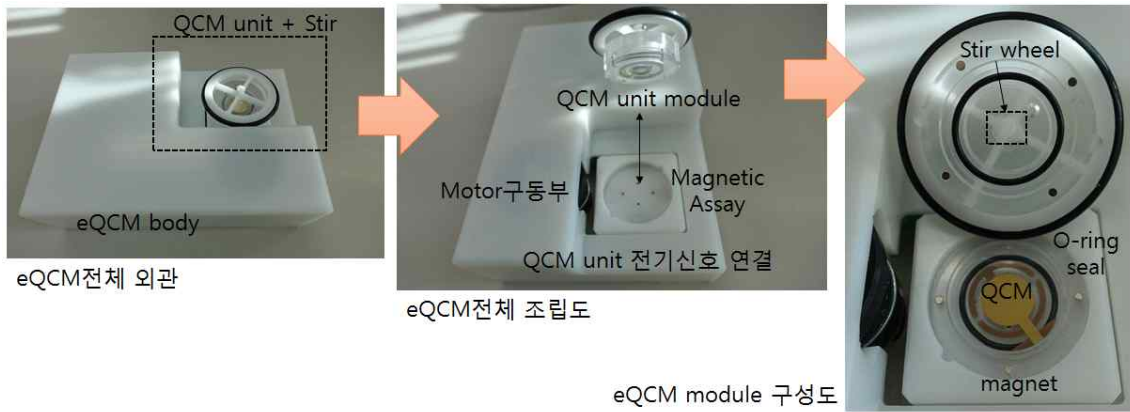 QCM unit + Stir
eQCM body
eQCM전체 외관
QCM unit module
Motor구동부
Magnetic
Assay
QCM unit 전기신호 연결
eQCM전체 조립도
Stir wheel
O-ring
seal
QCM
magnet
eQCM module 구성도